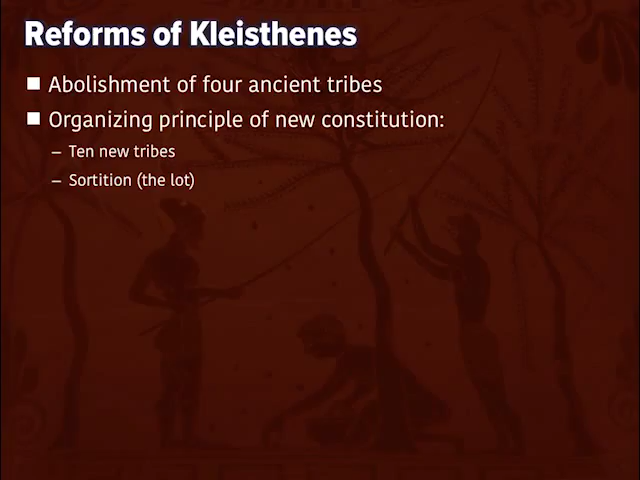 Reforms of Kleisthenes
■ Abolishment of four ancient tribes
■ Organizing principle of new constitution:
– Ten new tribes
– Sortition (the lot)